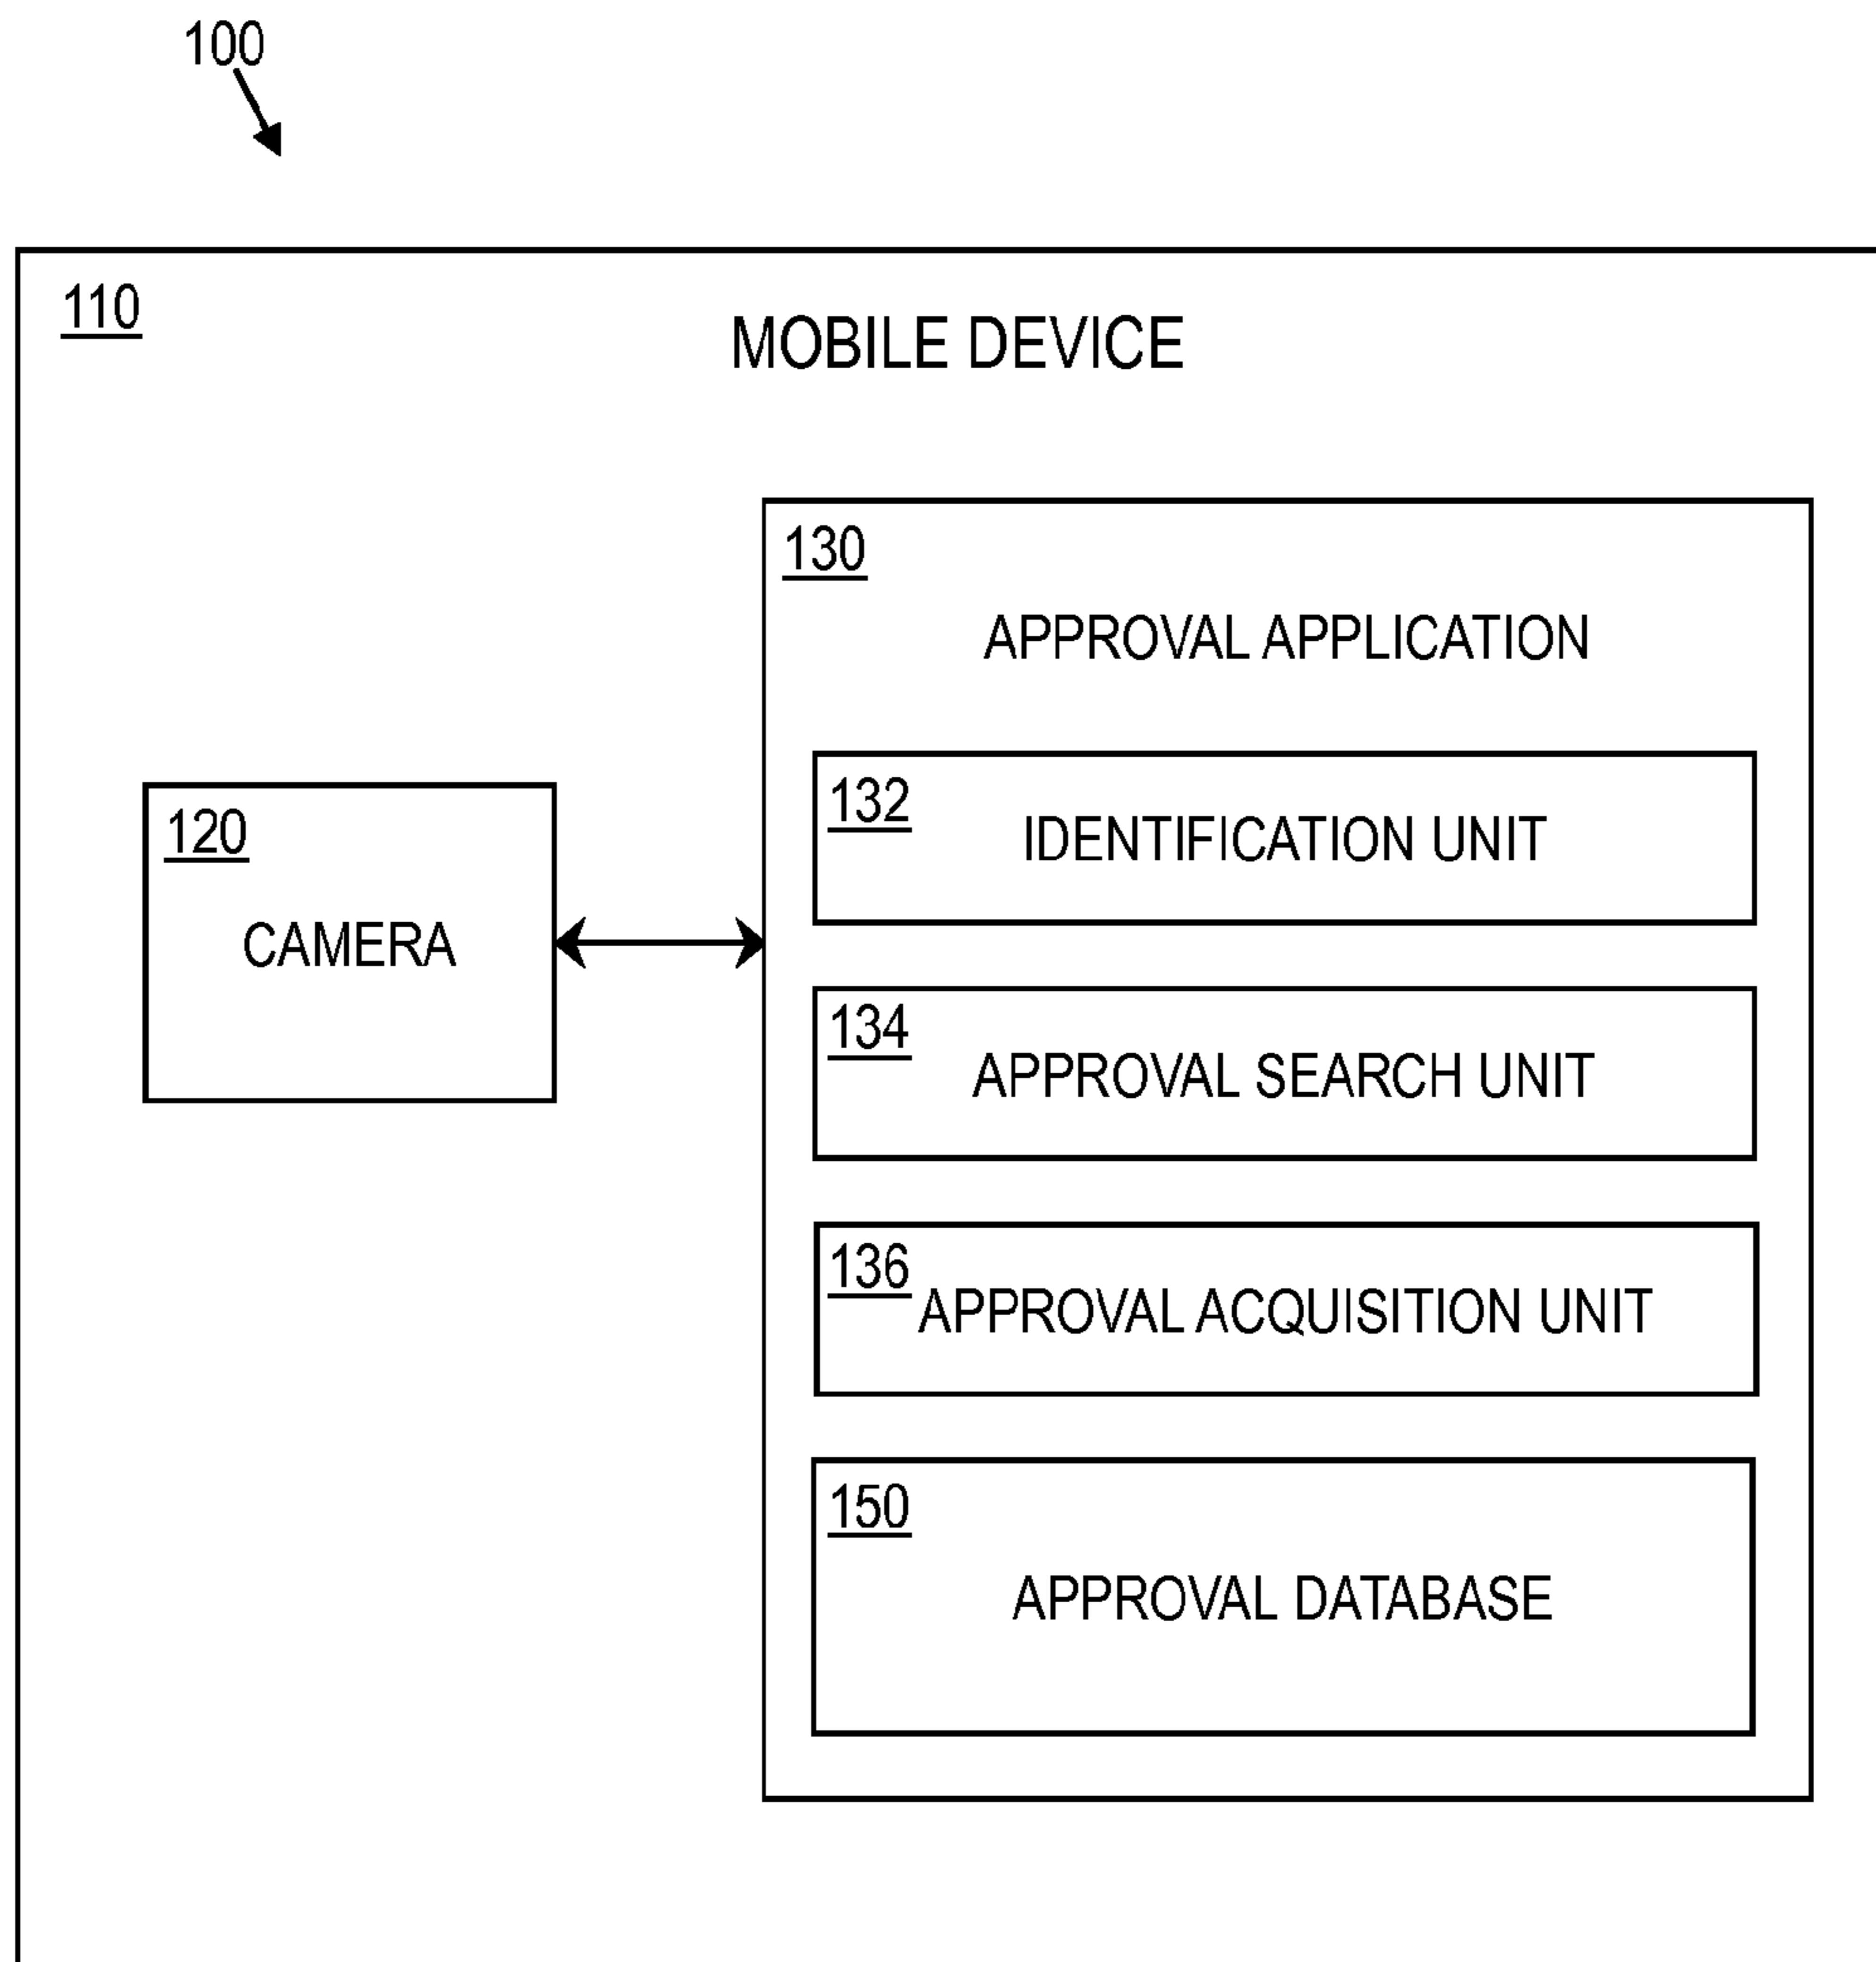 100
110
MOBILE DEVICE
130
APPROVAL APPLICATION
132
IDENTIFICATION UNIT
120
CAMERA
134
APPROVAL SEARCH UNIT
136
APPROVAL ACQUISITION UNIT
150
APPROVAL DATABASE